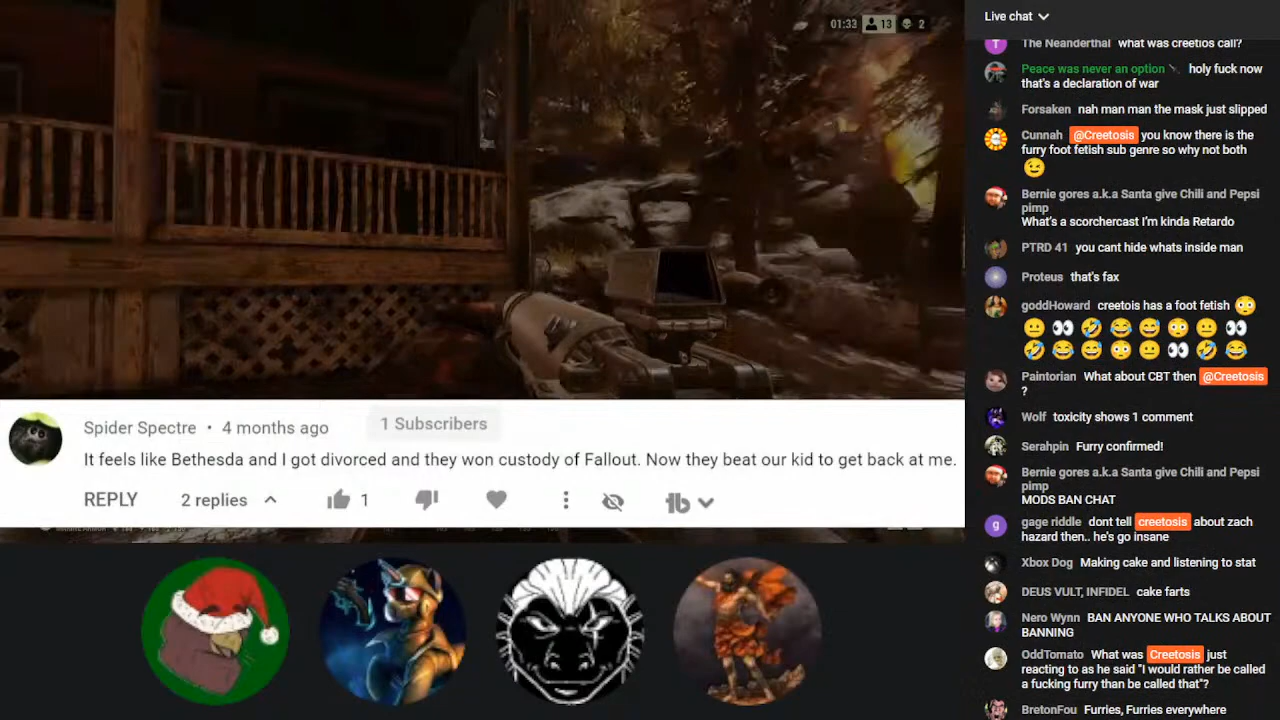 01:33 13 2
Spider Spectre • 4 months ago 1 Subscribers
It feels like Bethesda and I got divorced and they won custody of Fallout. Now they beat our kid to get back at me.
REPLY 2 replies 1
Live chat
The Neanderthal what was creetios call?
Peace was never an option holy fuck now
that's a declaration of war
Forsaken nah man man the mask just slipped
Cunnah @Creetosis you know there is the
furry foot fetish sub genre so why not both
😉
Bernie gores a.k.a Santa give Chili and Pepsi
pimp
What's a scorchercast I'm kinda Retardo
PTRD 41 you cant hide whats inside man
Proteus that's fax
goddHoward creetois has a foot fetish 😳
😐 👀 🤣 😂 😅 😳 😐 👀
🤣 😂 😅 😳 😐 👀 🤣 😂
Paintorian What about CBT then @Creetosis
?
Wolf toxicity shows 1 comment
Serahpin Furry confirmed!
Bernie gores a.k.a Santa give Chili and Pepsi
pimp
MODS BAN CHAT
gage riddle dont tell creetosis about zach
hazard then.. he's go insane
Xbox Dog Making cake and listening to stat
DEUS VULT, INFIDEL cake farts
Nero Wynn BAN ANYONE WHO TALKS ABOUT
BANNING
OddTomato What was Creetosis just
reacting to as he said "I would rather be called
a fucking furry than be called that"?
BretonFou Furries, Furries everywhere